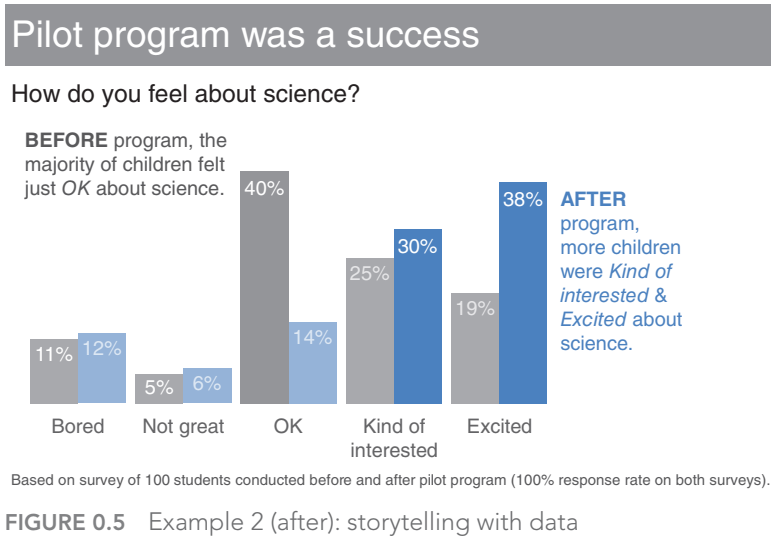 Pilot program was a success
How do you feel about science?
BEFORE program, the
majority of children felt
just OK about science.
40%
38%
AFTER
program,
more children
were Kind of
interested &
Excited about
science.
30%
25%
19%
14%
11%
12%
5%
6%
Bored
Not great
OK
Kind of
interested
Excited
Based on survey of 100 students conducted before and after pilot program (100% response rate on both surveys).
FIGURE 0.5 Example 2 (after): storytelling with data